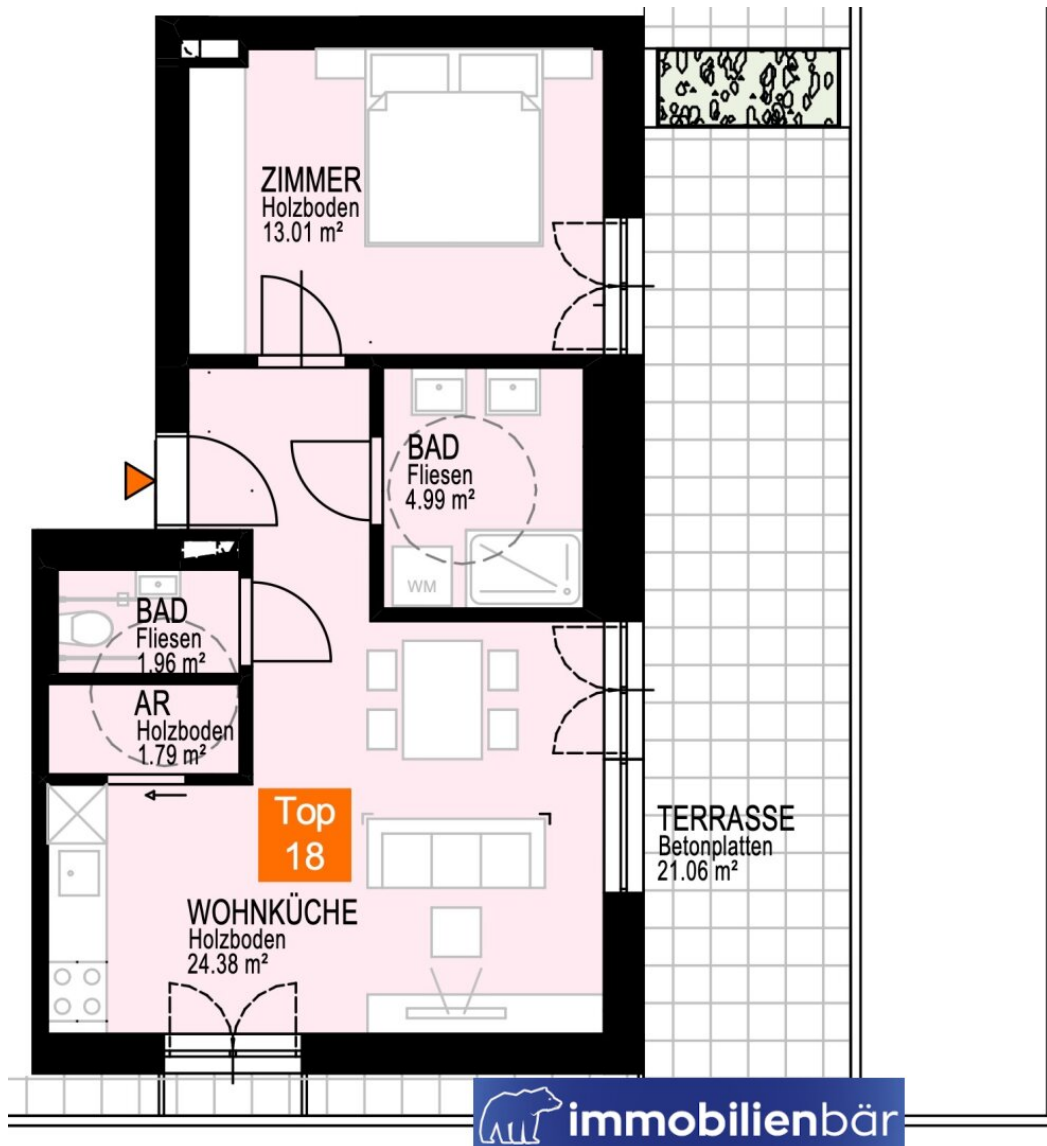 ZIMMER
Holzboden
13.01 m²
BAD
Fliesen
4.99 m²
WM
BAD
Fliesen
1.96 m²
AR
Holzboden
1.79 m²
Top
18
TERRASSE
Betonplatten
21.06 m²
WOHNKÜCHE
Holzboden
24.38 m²
immobilienbär